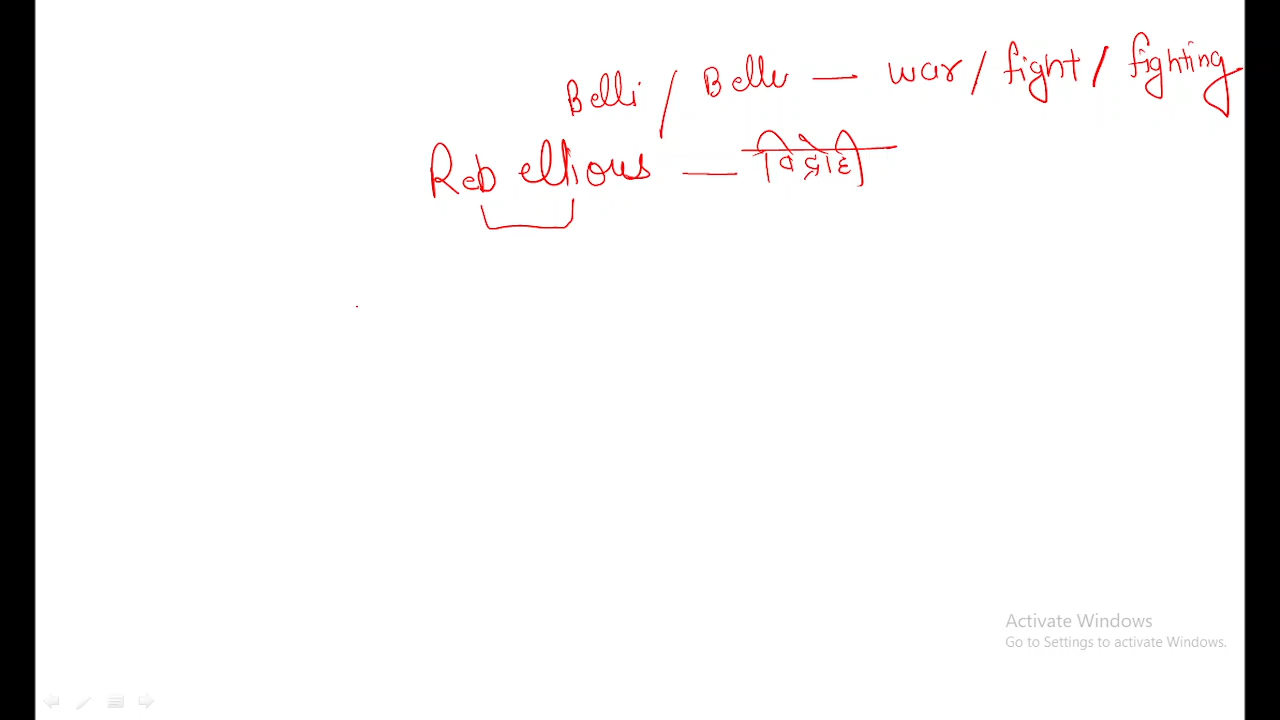 Belli / Belle — war / fight / fighting
Rebellious — विद्रोही
Activate Windows
Go to Settings to activate Windows.